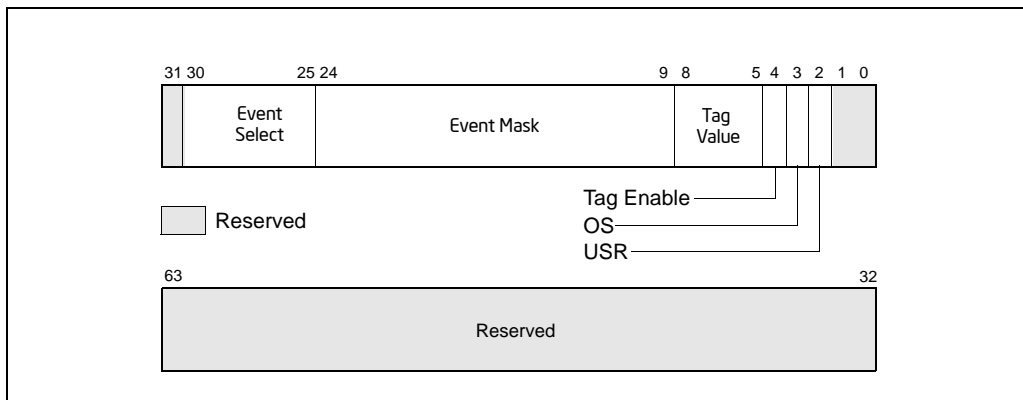 31 30 25 24 9 8 5 4 3 2 1 0
Event
Select
Event Mask
Tag
Value
Tag Enable
OS
USR
Reserved
63 32
Reserved